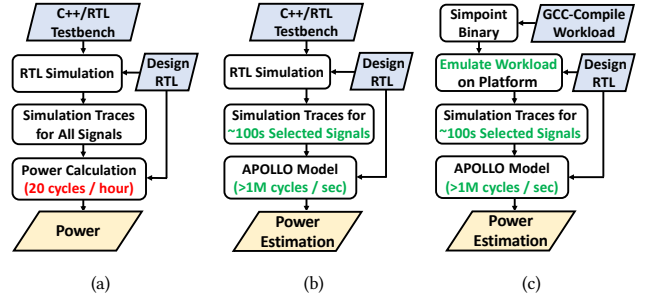 C++/RTL
Testbench
RTL Simulation
Design
RTL
Simulation Traces
for All Signals
Power Calculation
(20 cycles / hour)
Power
(a)
C++/RTL
Testbench
RTL Simulation
Design
RTL
Simulation Traces for
~100s Selected Signals
APOLLO Model
(>1M cycles / sec)
Power
Estimation
(b)
Simpoint
Binary
GCC-Compile
Workload
Emulate Workload
on Platform
Design
RTL
Simulation Traces for
~100s Selected Signals
APOLLO Model
(>1M cycles / sec)
Power
Estimation
(c)